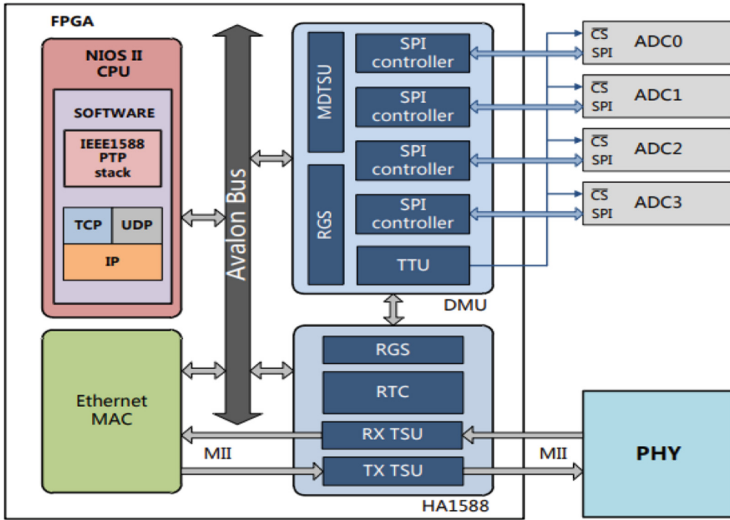 FPGA
NIOS II
CPU
SOFTWARE
IEEE1588
PTP
stack
TCP
UDP
IP
Avalon Bus
MDTSU
RGS
SPI
controller
SPI
controller
SPI
controller
SPI
controller
TTU
DMU
CS
SPI
ADC0
CS
SPI
ADC1
CS
SPI
ADC2
CS
SPI
ADC3
Ethernet
MAC
MII
RGS
RTC
RX TSU
TX TSU
HA1588
MII
PHY